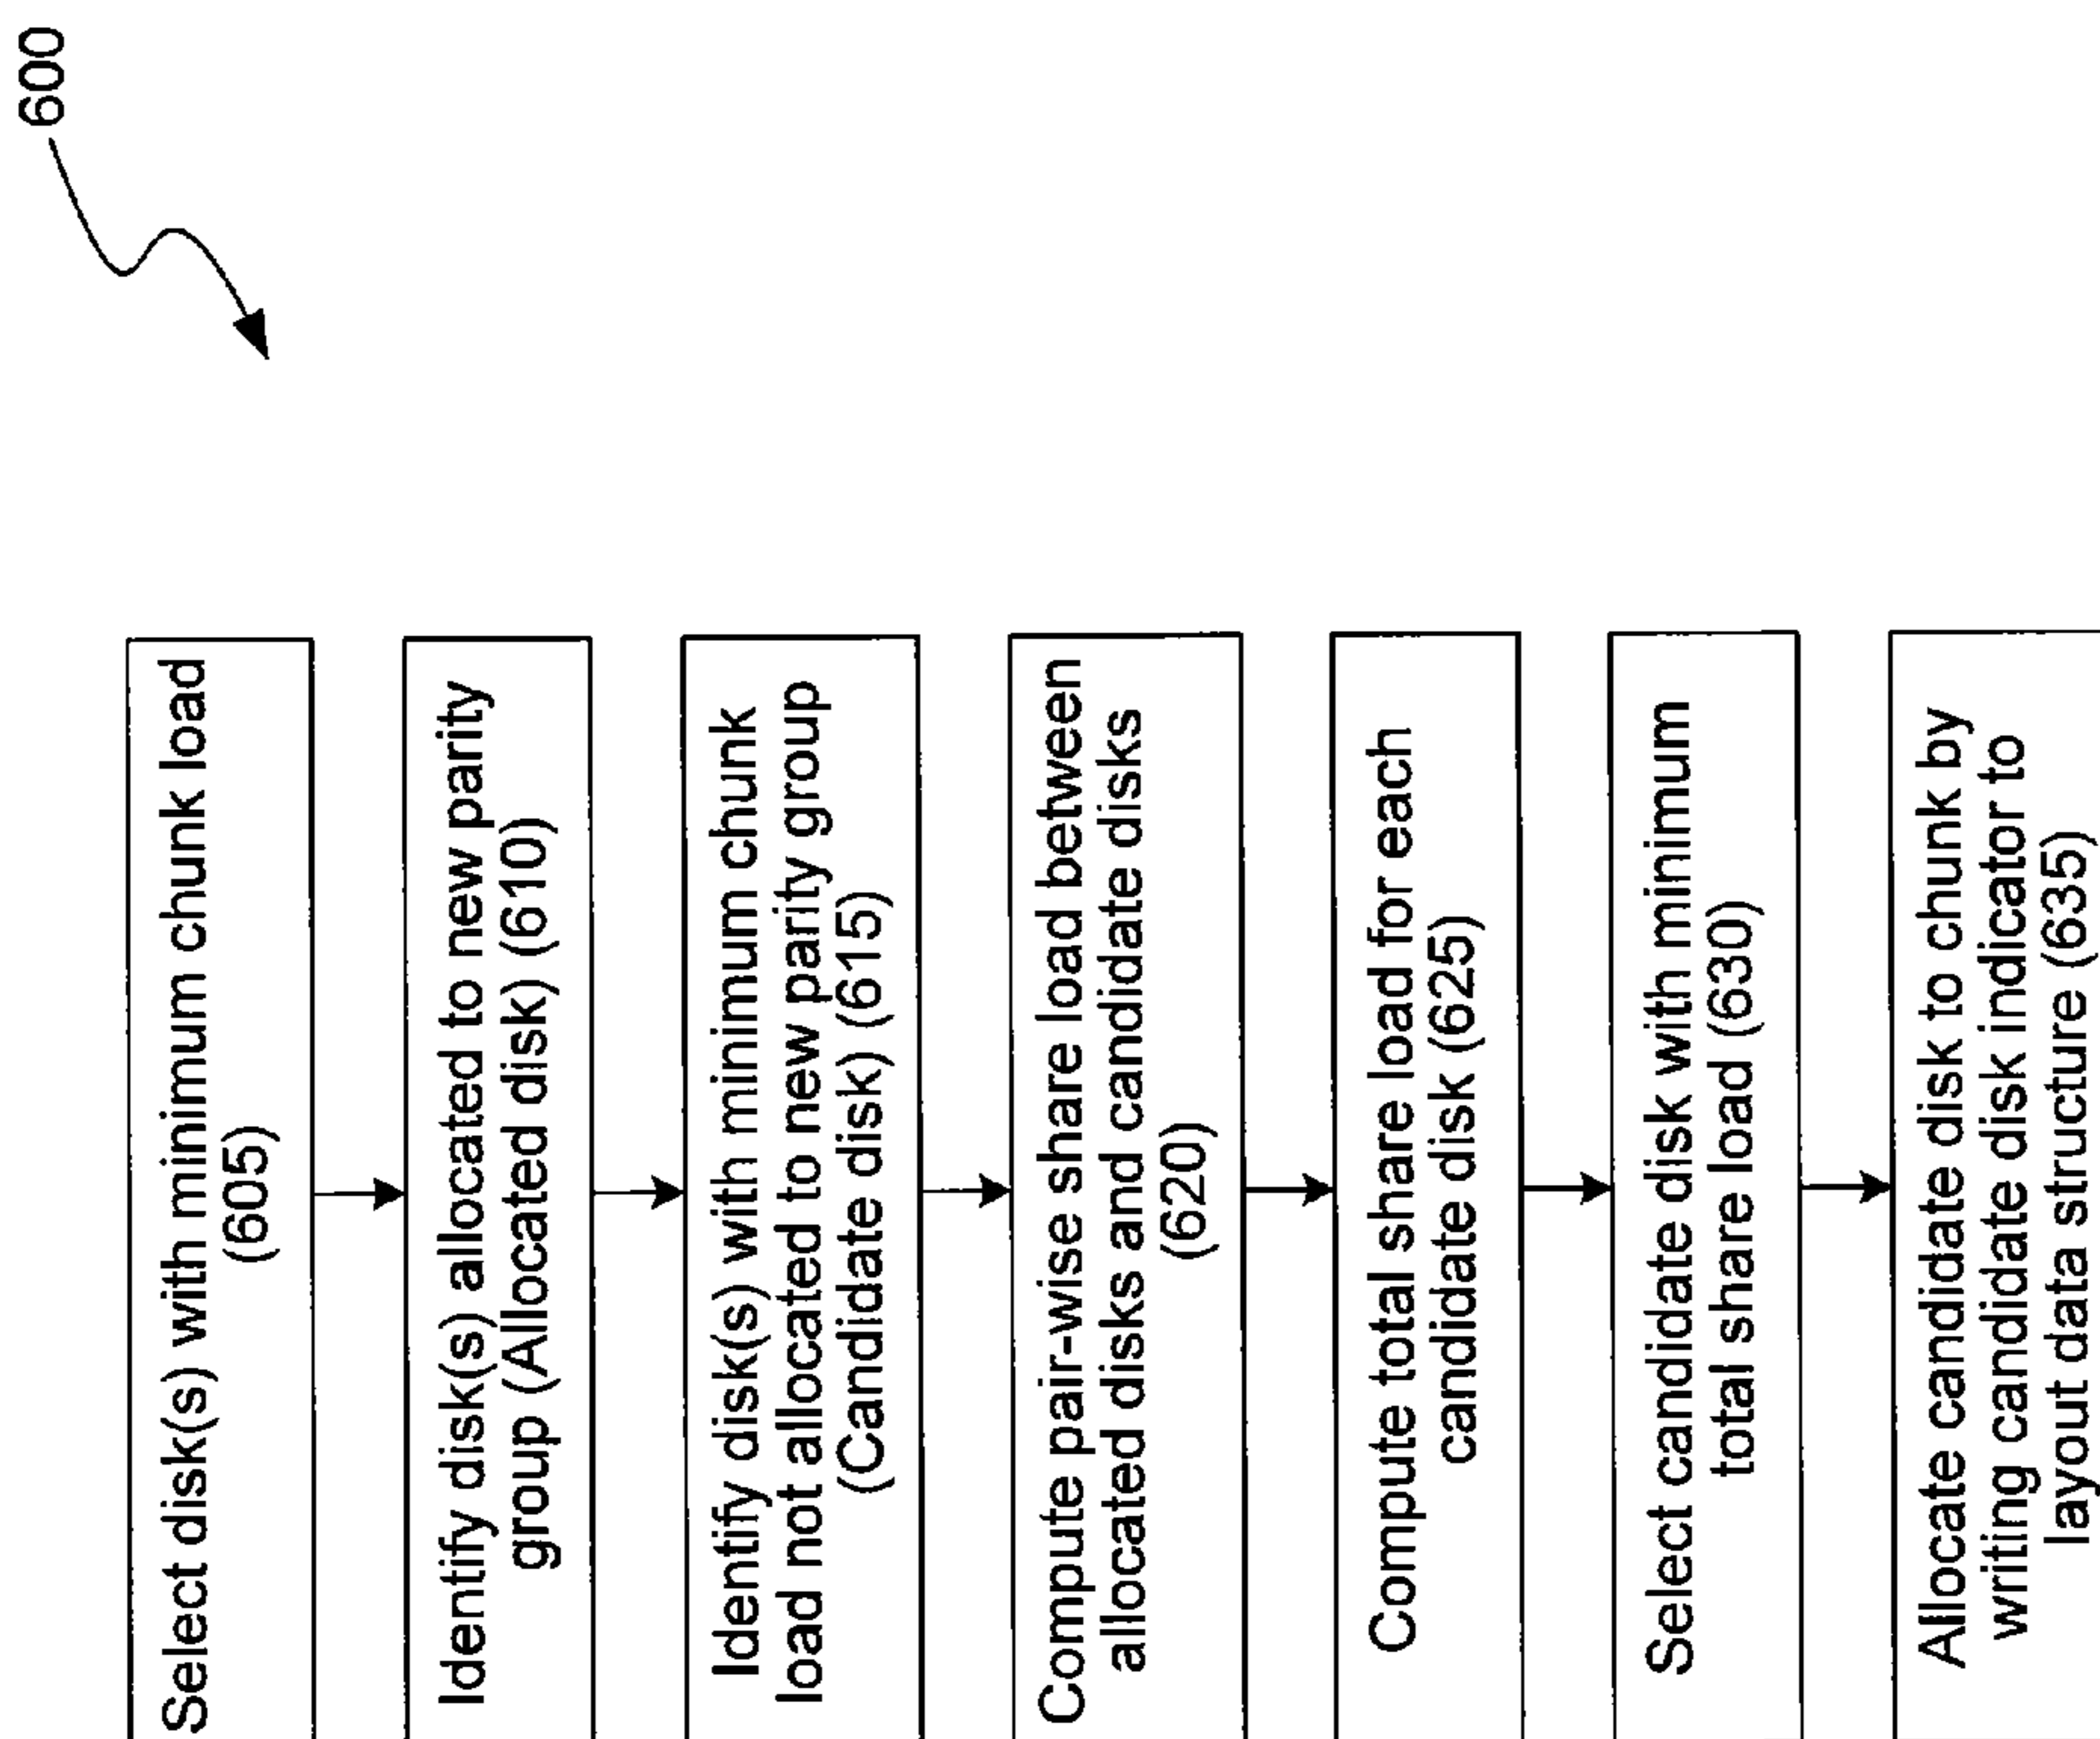 600
Select disk(s) with minimum chunk load
(605)
Identify disk(s) allocated to new parity
group (Allocated disk) (610)
Identify disk(s) with minimum chunk
load not allocated to new parity group
(Candidate disk) (615)
Compute pair-wise share load between
allocated disks and candidate disks
(620)
Compute total share load for each
candidate disk (625)
Select candidate disk with minimum
total share load (630)
Allocate candidate disk to chunk by
writing candidate disk indicator to
layout data structure (635)